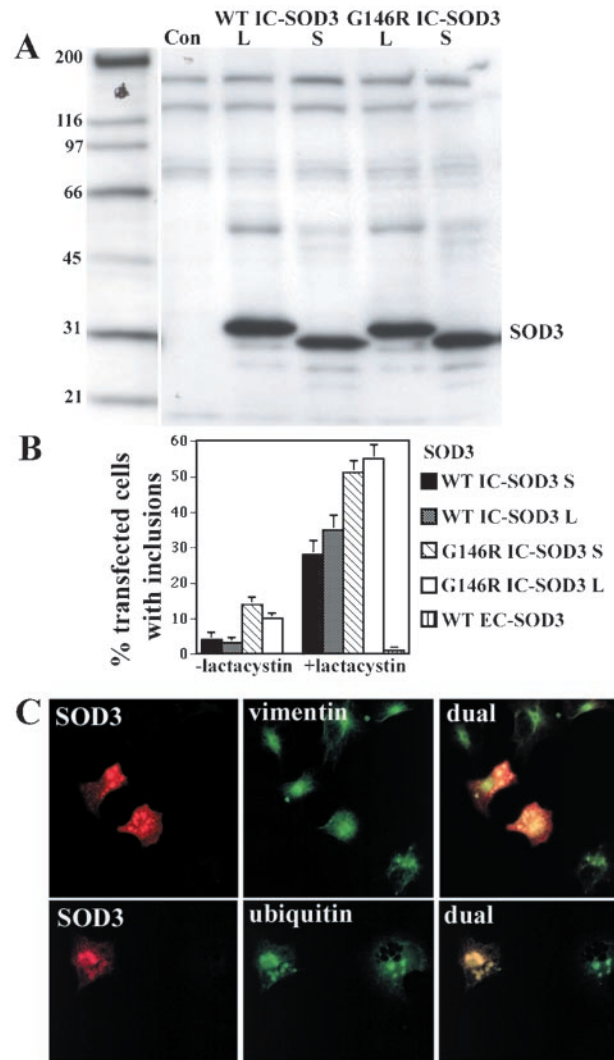 A
WT IC-SOD3 G146R IC-SOD3
Con L S L S
200
116
97
66
45
31
21
SOD3
B
% transfected cells
with inclusions
60
50
40
30
20
10
0
-lactacystin +lactacystin
SOD3
WT IC-SOD3 S
WT IC-SOD3 L
G146R IC-SOD3 S
G146R IC-SOD3 L
WT EC-SOD3
C
SOD3 vimentin dual
SOD3 ubiquitin dual